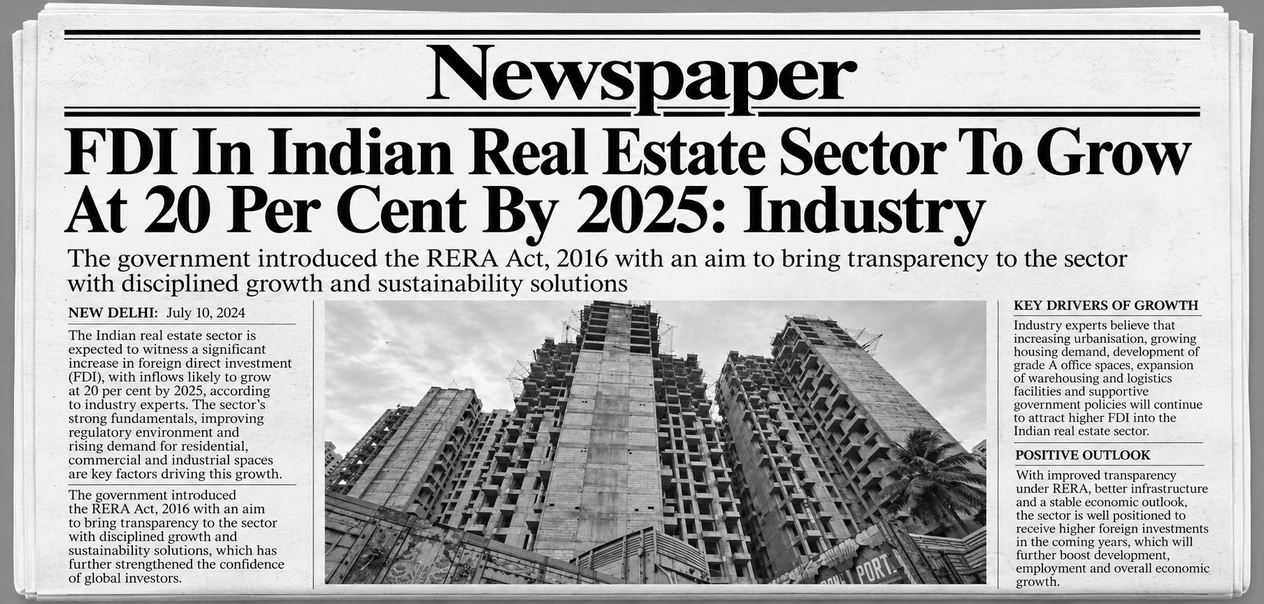 Newspaper
FDI In Indian Real Estate Sector To Grow
At 20 Per Cent By 2025: Industry
The government introduced the RERA Act, 2016 with an aim to bring transparency to the sector
with disciplined growth and sustainability solutions
NEW DELHI: July 10, 2024
The Indian real estate sector is
expected to witness a significant
increase in foreign direct investment
(FDI), with inflows likely to grow
at 20 per cent by 2025, according
to industry experts. The sector's
strong fundamentals, improving
regulatory environment and
rising demand for residential,
commercial and industrial spaces
are key factors driving this growth.
The government introduced
the RERA Act, 2016 with an aim
to bring transparency to the sector
with disciplined growth and
sustainability solutions, which has
further strengthened the confidence
of global investors.
PORT.
KEY DRIVERS OF GROWTH
Industry experts believe that
increasing urbanisation, growing
housing demand, development of
grade A office spaces, expansion
of warehousing and logistics
facilities and supportive
government policies will continue
to attract higher FDI into the
Indian real estate sector.
POSITIVE OUTLOOK
With improved transparency
under RERA, better infrastructure
and a stable economic outlook,
the sector is well positioned to
receive higher foreign investments
in the coming years, which will
further boost development,
employment and overall economic
growth.